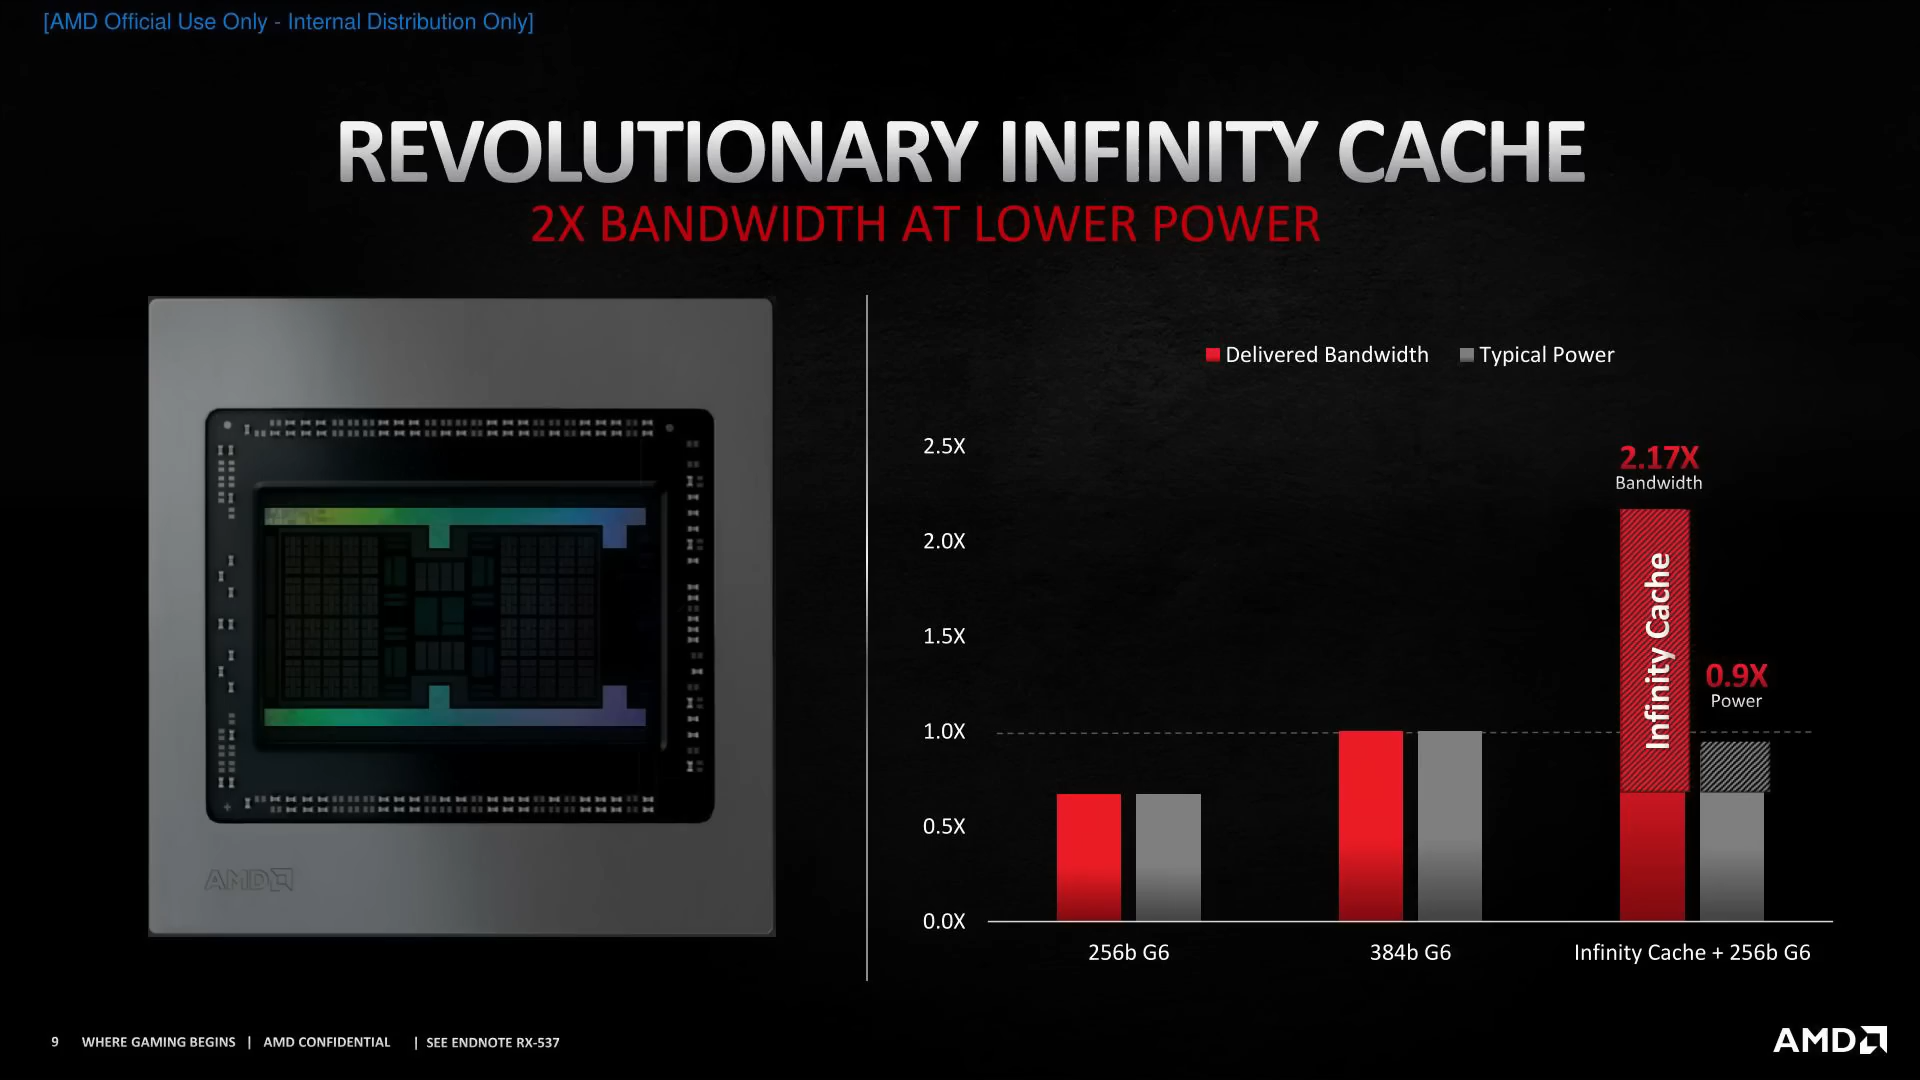 [AMD Official Use Only - Internal Distribution Only]
REVOLUTIONARY INFINITY CACHE
2X BANDWIDTH AT LOWER POWER
AMD
Delivered Bandwidth Typical Power
2.5X
2.0X
1.5X
1.0X
0.5X
0.0X
2.17X
Bandwidth
Infinity Cache
0.9X
Power
256b G6 384b G6 Infinity Cache + 256b G6
9 WHERE GAMING BEGINS | AMD CONFIDENTIAL | SEE ENDNOTE RX-537
AMD